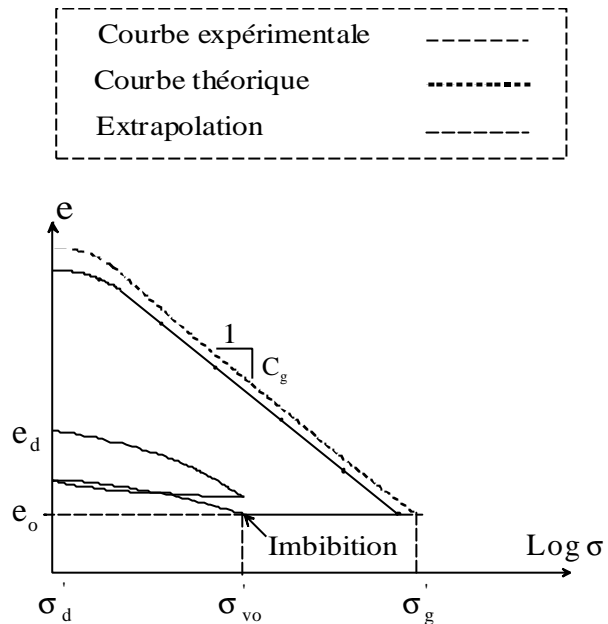 Courbe expérimentale
Courbe théorique
Extrapolation
e
1
C_g
e_d
e_o
Imbibition
Log σ
σ'_d
σ'_vo
σ'_g